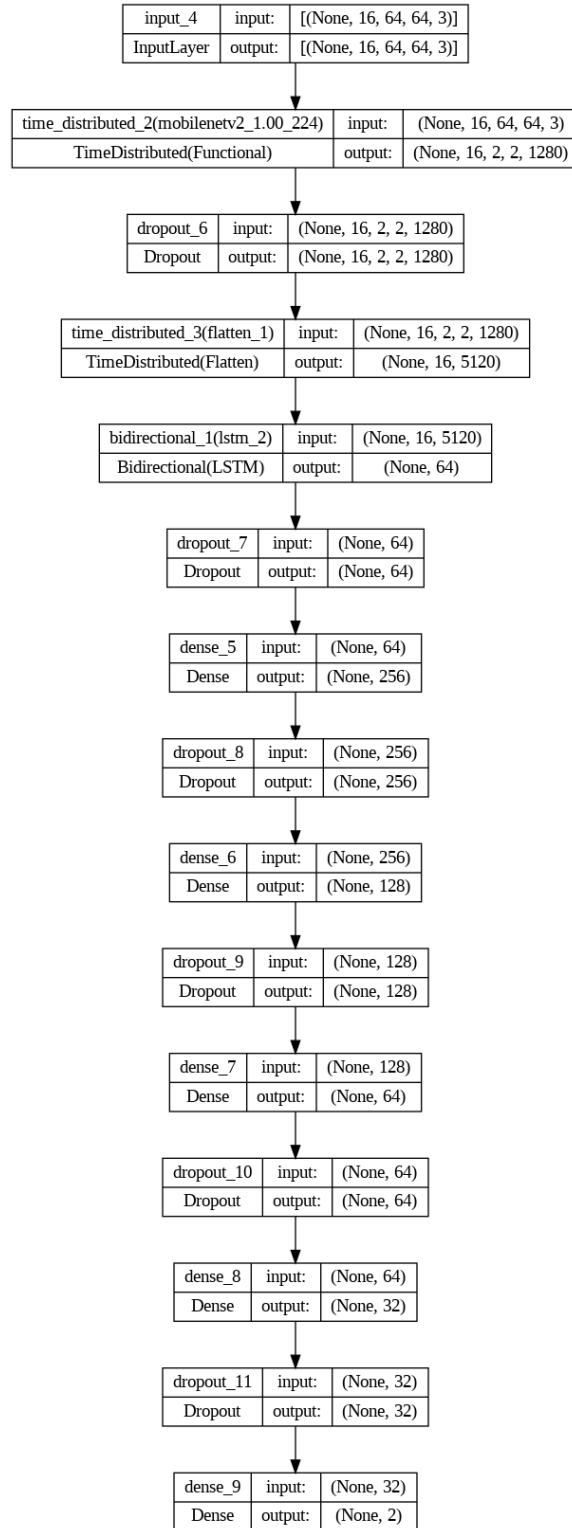 input_4 input: [(None, 16, 64, 64, 3)]
InputLayer output: [(None, 16, 64, 64, 3)]
time_distributed_2(mobilenetv2_1.00_224) input: (None, 16, 64, 64, 3)
TimeDistributed(Functional) output: (None, 16, 2, 2, 1280)
dropout_6 input: (None, 16, 2, 2, 1280)
Dropout output: (None, 16, 2, 2, 1280)
time_distributed_3(flatten_1) input: (None, 16, 2, 2, 1280)
TimeDistributed(Flatten) output: (None, 16, 5120)
bidirectional_1(lstm_2) input: (None, 16, 5120)
Bidirectional(LSTM) output: (None, 64)
dropout_7 input: (None, 64)
Dropout output: (None, 64)
dense_5 input: (None, 64)
Dense output: (None, 256)
dropout_8 input: (None, 256)
Dropout output: (None, 256)
dense_6 input: (None, 256)
Dense output: (None, 128)
dropout_9 input: (None, 128)
Dropout output: (None, 128)
dense_7 input: (None, 128)
Dense output: (None, 64)
dropout_10 input: (None, 64)
Dropout output: (None, 64)
dense_8 input: (None, 64)
Dense output: (None, 32)
dropout_11 input: (None, 32)
Dropout output: (None, 32)
dense_9 input: (None, 32)
Dense output: (None, 2)